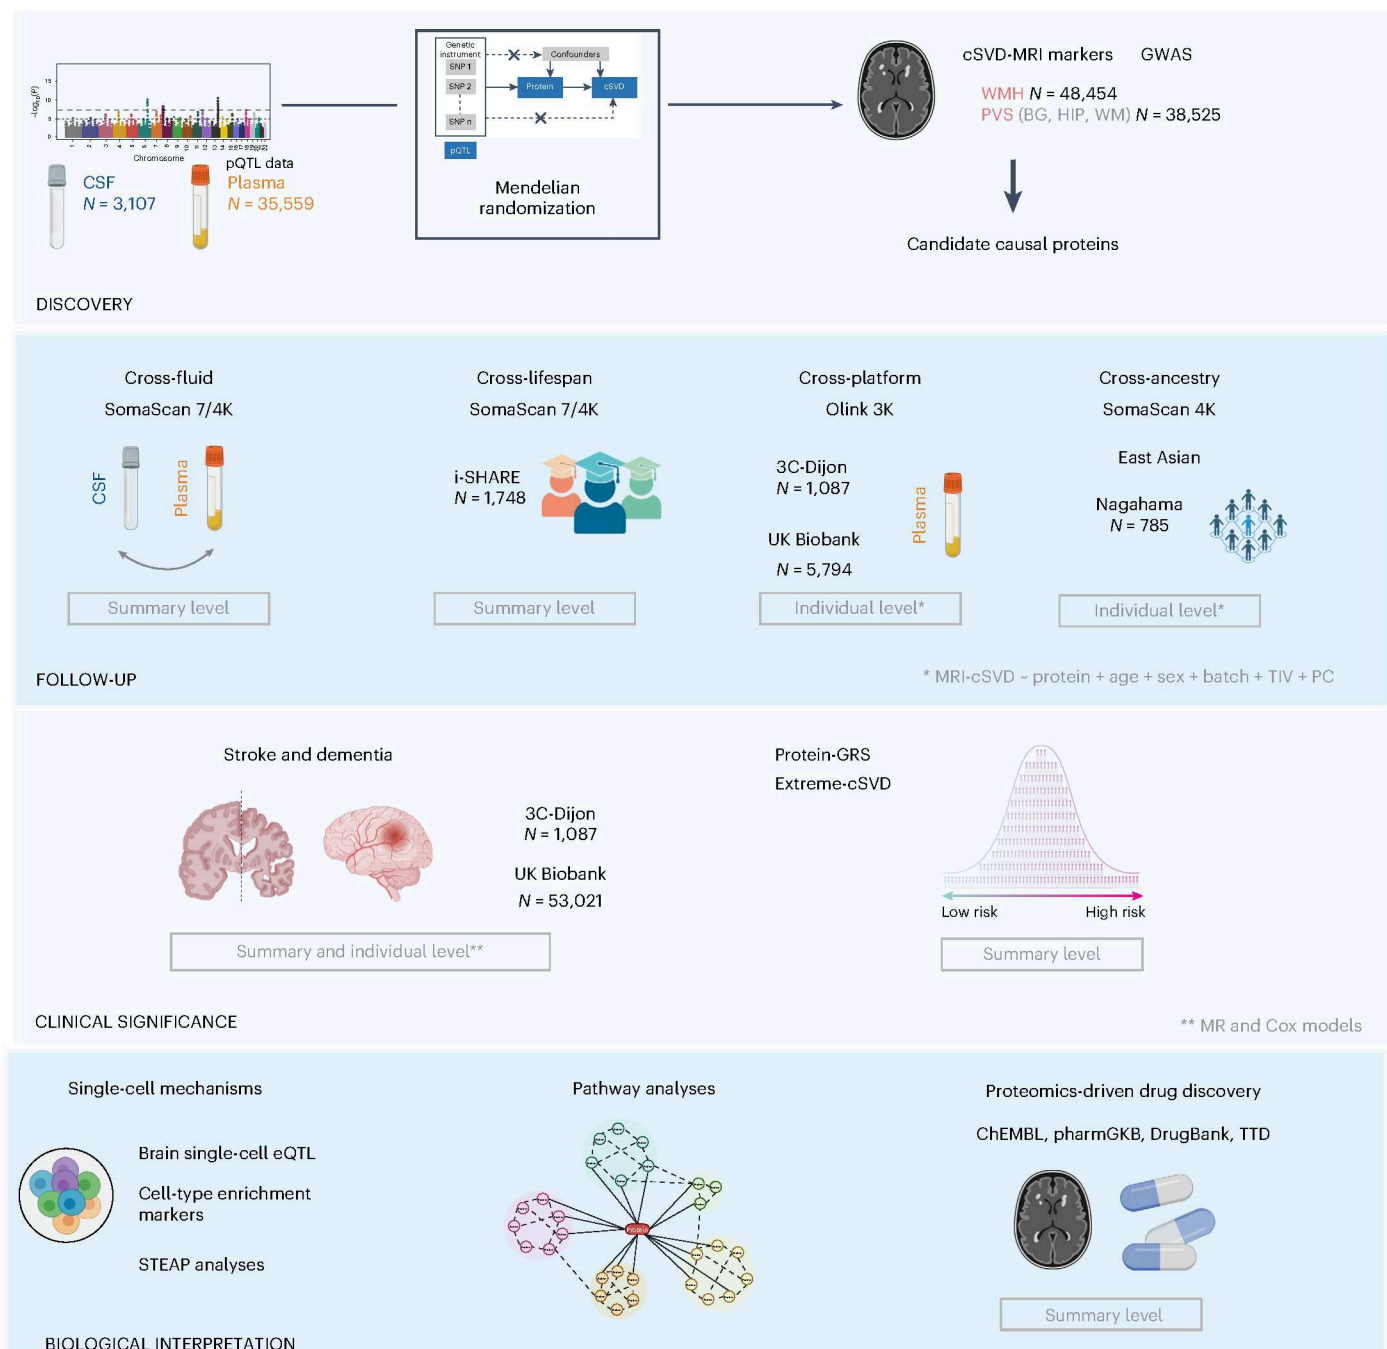 Genetic
instrument
SNP 1
SNP 2
SNP n
Confounders
Protein
cSVD
pQTL
Mendelian
randomization
-log10(P)
15
10
5
0
Chromosome
pQTL data
CSF
N = 3,107
Plasma
N = 35,559
cSVD-MRI markers GWAS
WMH N = 48,454
PVS (BG, HIP, WM) N = 38,525
Candidate causal proteins
DISCOVERY
Cross-fluid
SomaScan 7/4K
CSF
Plasma
Summary level
Cross-lifespan
SomaScan 7/4K
i-SHARE
N = 1,748
Summary level
Cross-platform
Olink 3K
3C-Dijon
N = 1,087
UK Biobank
N = 5,794
Plasma
Individual level*
Cross-ancestry
SomaScan 4K
East Asian
Nagahama
N = 785
Individual level*
FOLLOW-UP
* MRI-cSVD ~ protein + age + sex + batch + TIV + PC
Stroke and dementia
3C-Dijon
N = 1,087
UK Biobank
N = 53,021
Summary and individual level**
Protein-GRS
Extreme-cSVD
Low risk
High risk
Summary level
CLINICAL SIGNIFICANCE
** MR and Cox models
Single-cell mechanisms
Brain single-cell eQTL
Cell-type enrichment
markers
STEAP analyses
Pathway analyses
Protein
Proteomics-driven drug discovery
ChEMBL, pharmGKB, DrugBank, TTD
Summary level
BIOLOGICAL INTERPRETATION